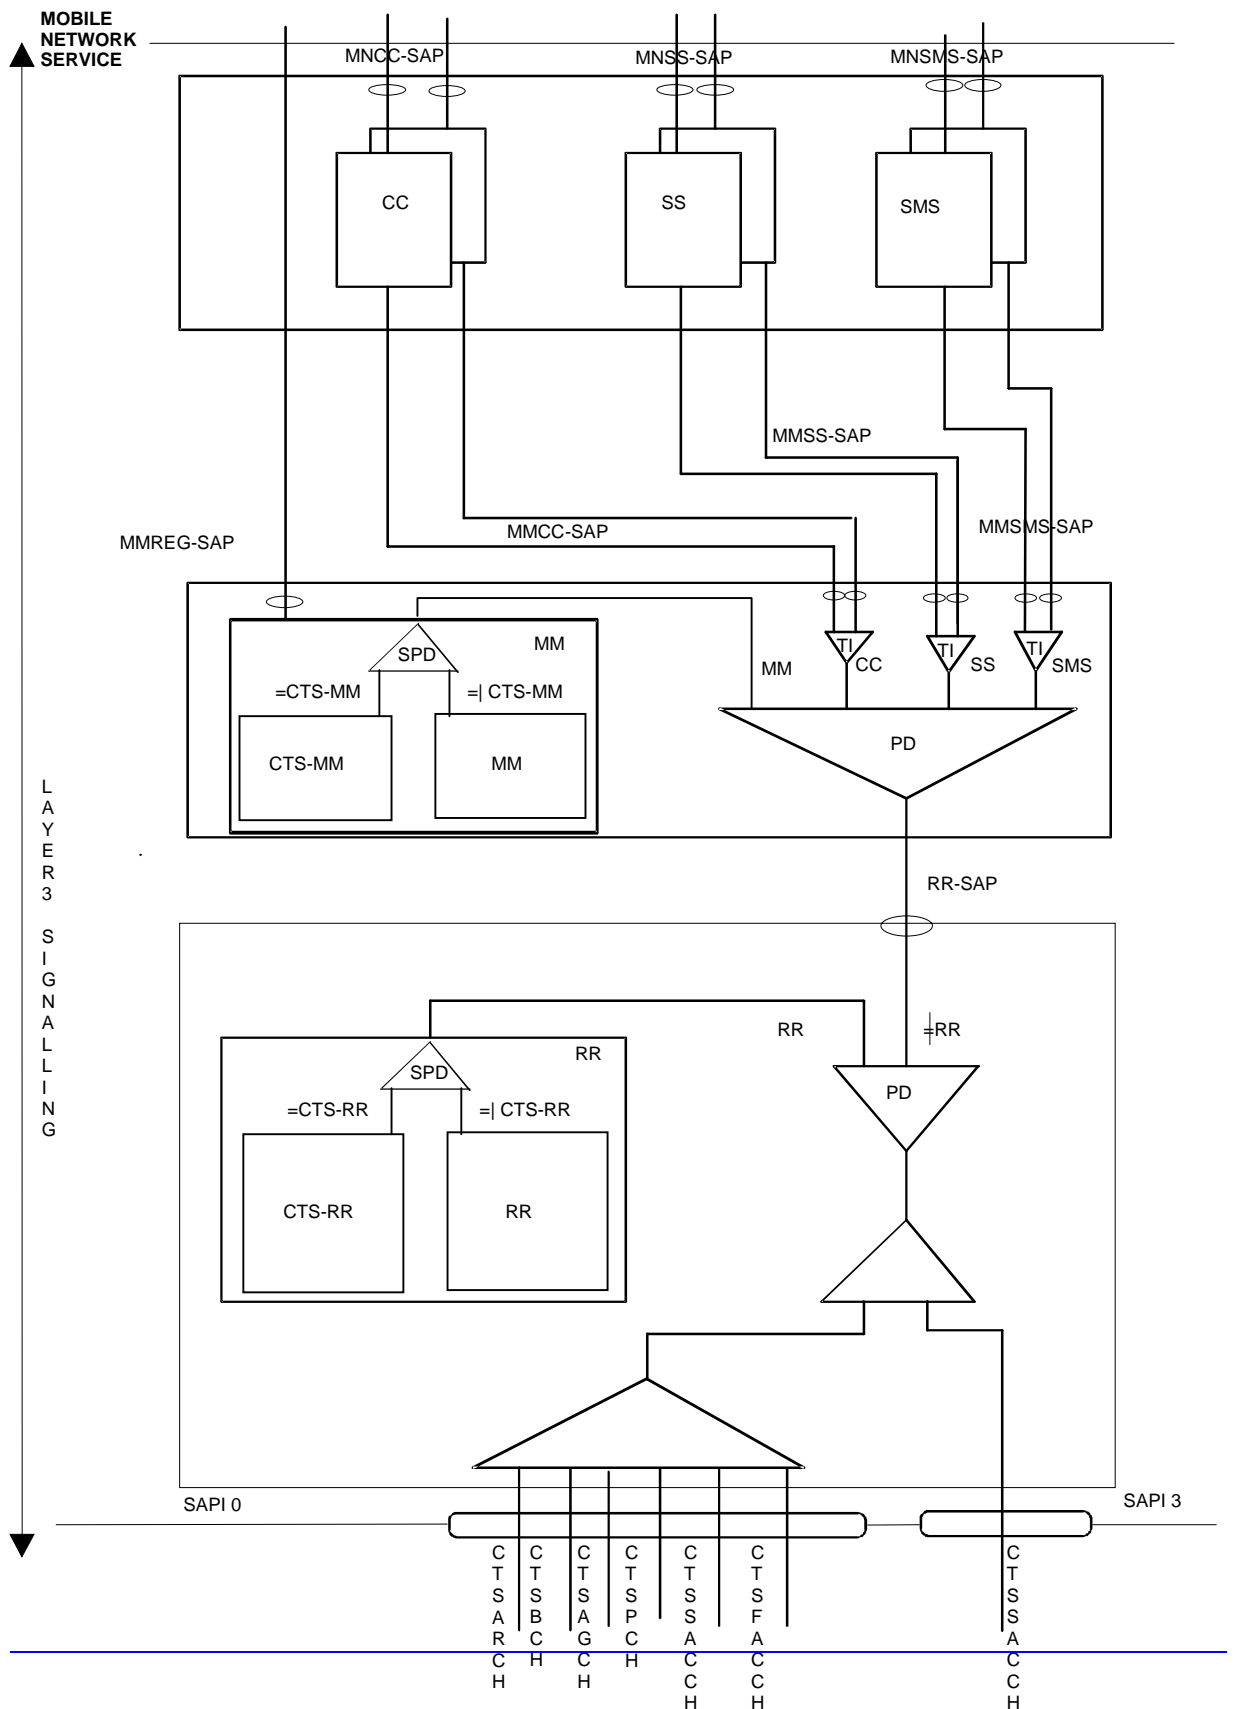 MOBILE
NETWORK
SERVICE
MNCC-SAP
MNSS-SAP
MNSMS-SAP
CC
SS
SMS
MMSS-SAP
MMREG-SAP
MMCC-SAP
MMSMS-SAP
SPD
MM
=CTS-MM
=| CTS-MM
CTS-MM
MM
MM
TI
CC
TI
SS
TI
SMS
PD
LAYER3 SIGNALLING
RR-SAP
RR
=RR
SPD
RR
=CTS-RR
=| CTS-RR
CTS-RR
RR
PD
SAPI 0
SAPI 3
CTSARCH
CTSBCH
CTSAGCH
CTSPCH
CTSSACCH
CTSFACCH
CTSSACCH